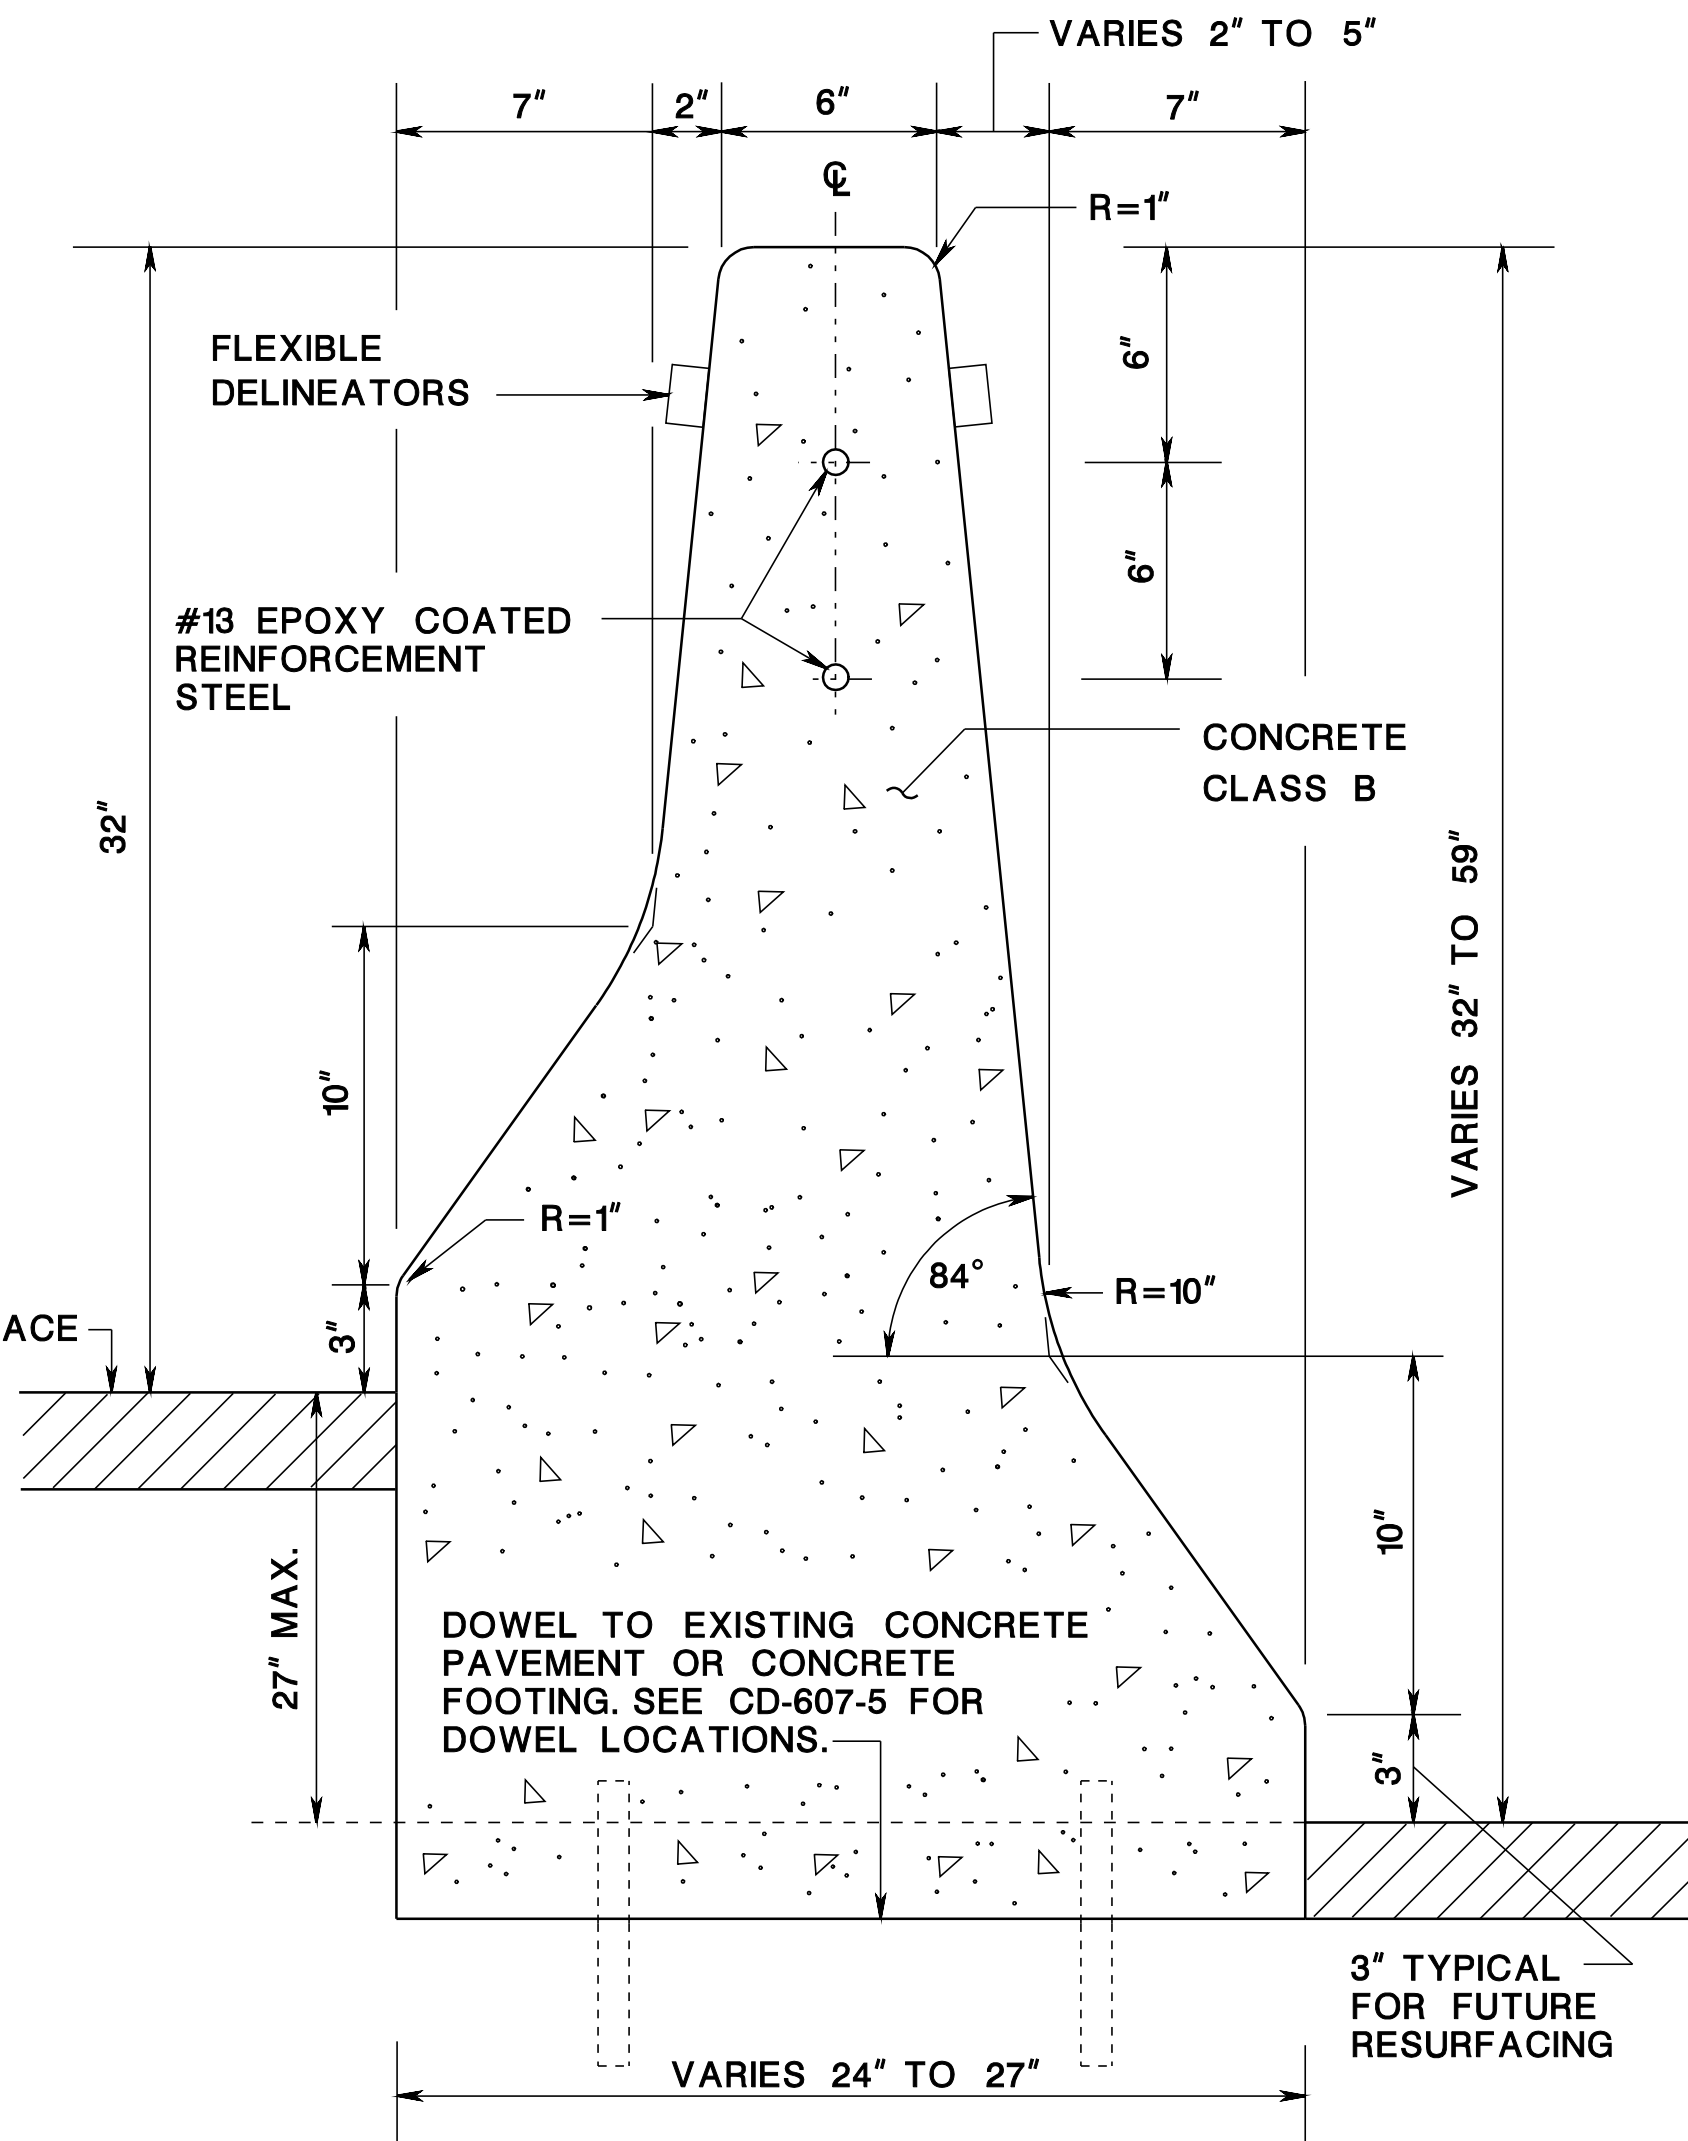 VARIES 2" TO 5"
7"
2"
6"
7"
℄
R=1"
FLEXIBLE
DELINEATORS
6"
6"
#13 EPOXY COATED
REINFORCEMENT
STEEL
CONCRETE
CLASS B
32"
VARIES 32" TO 59"
10"
R=1"
84°
R=10"
ACE
3"
10"
27" MAX.
DOWEL TO EXISTING CONCRETE
PAVEMENT OR CONCRETE
FOOTING. SEE CD-607-5 FOR
DOWEL LOCATIONS.
3"
3" TYPICAL
FOR FUTURE
RESURFACING
VARIES 24" TO 27"